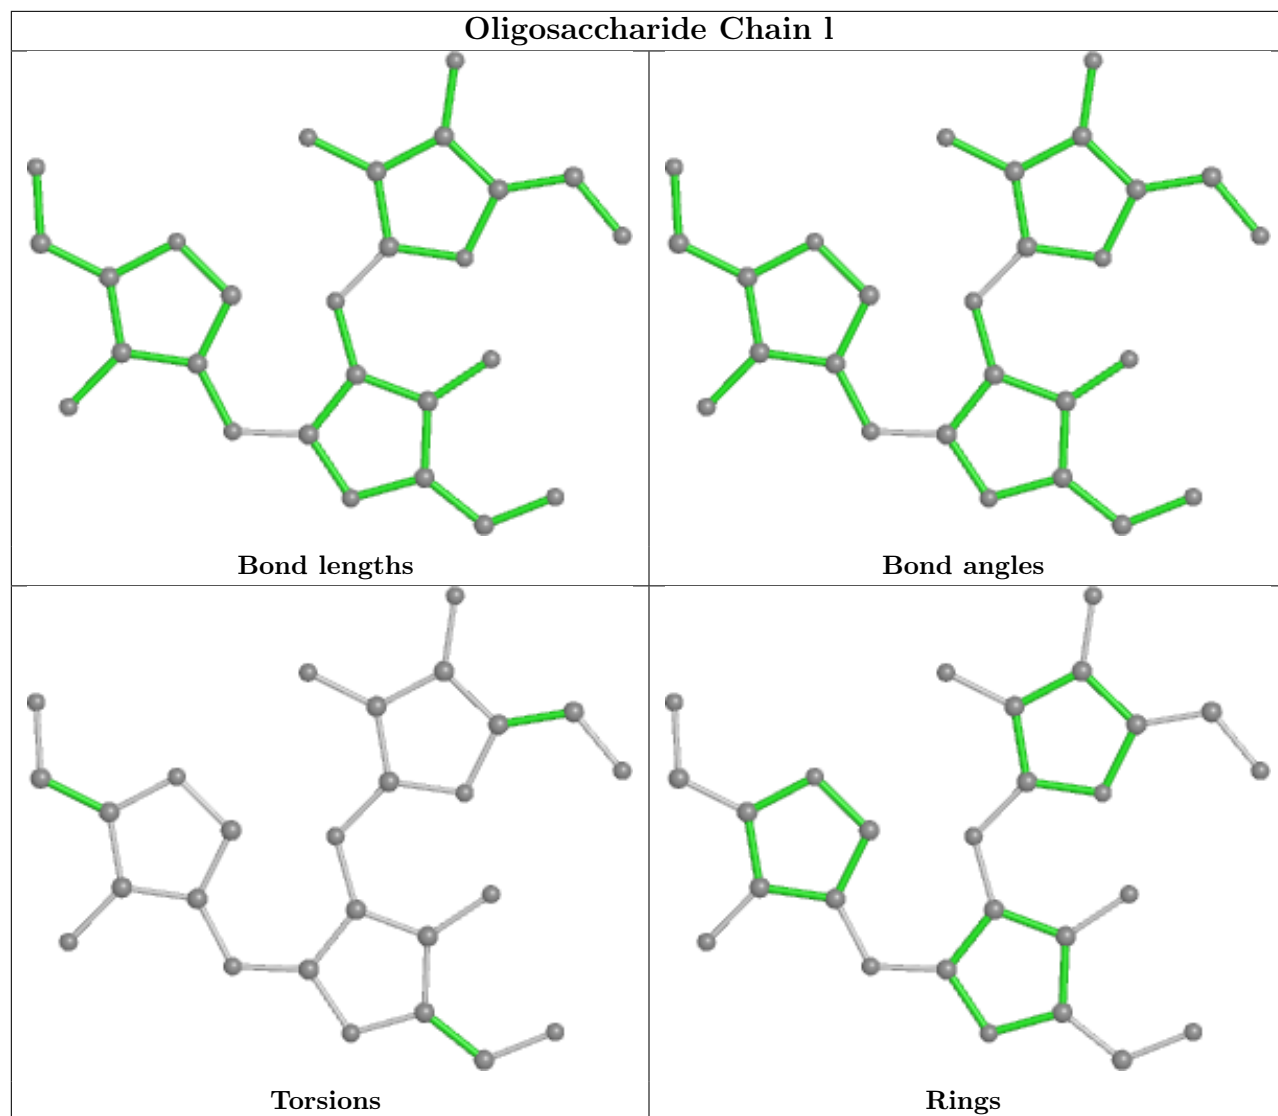 Oligosaccharide Chain l
Bond lengths
Bond angles
Torsions
Rings